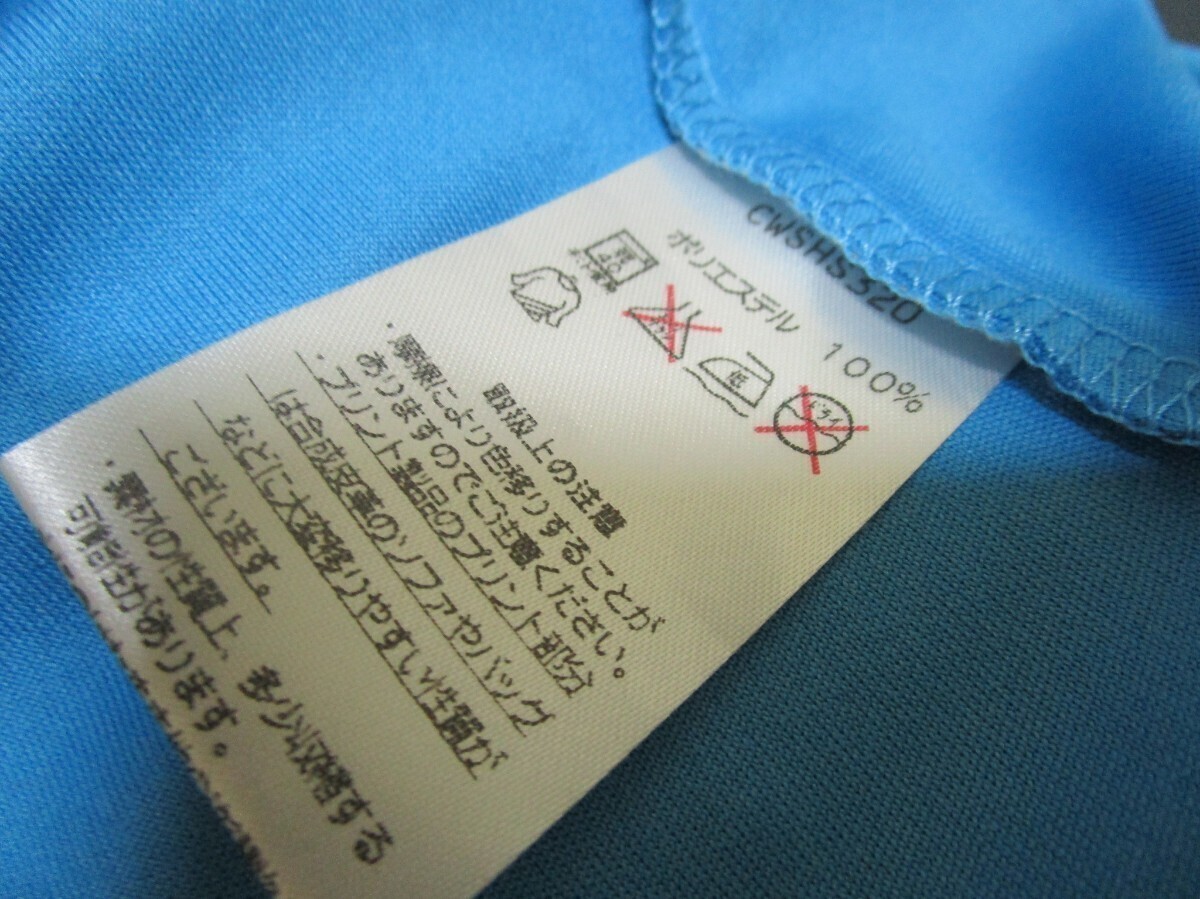 CWSHS320
ポリエステル 100%
低
ドライ
取扱上の注意
・摩擦により色移りすることが
ありますのでご注意ください。
・プリント製品のプリント部分
は合成皮革のソファやバッグ
などに大変移りやすい性質が
ございます。
・素材の性質上、多少収縮する
可能性があります。